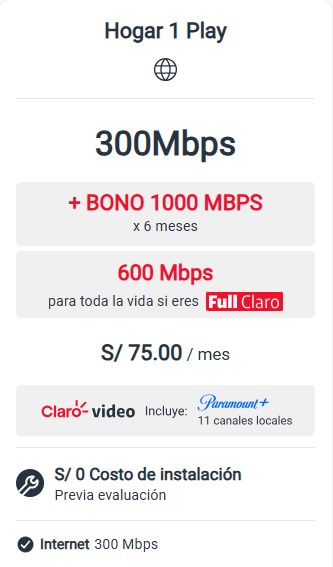 Hogar 1 Play
300Mbps
+ BONO 1000 MBPS
x 6 meses
600 Mbps
para toda la vida si eres Full Claro
S/ 75.00 / mes
Claro video Incluye: Paramount+
11 canales locales
S/ 0 Costo de instalación
Previa evaluación
Internet 300 Mbps